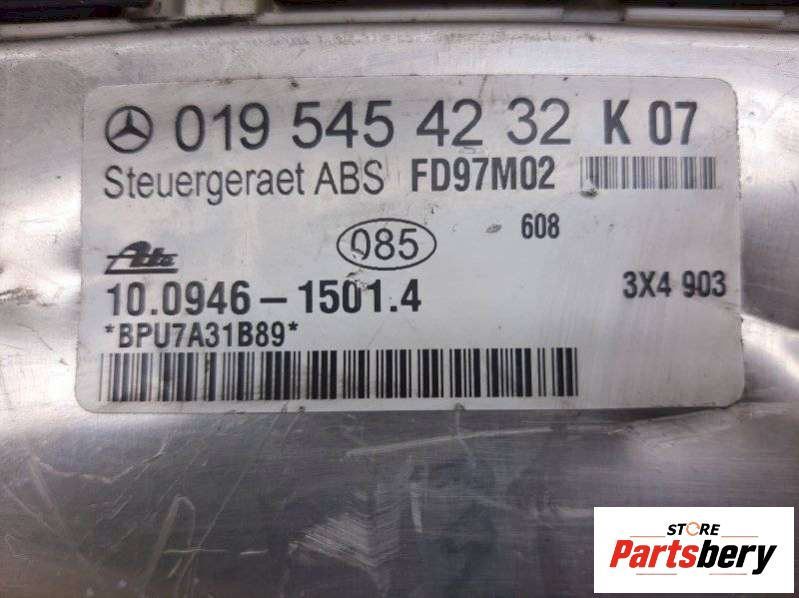 019 545 42 32 K 07
Steuergeraet ABS FD97M02
085 608
Ate
10.0946-1501.4 3X4 903
*BPU7A31B89*
STORE
Partsbery